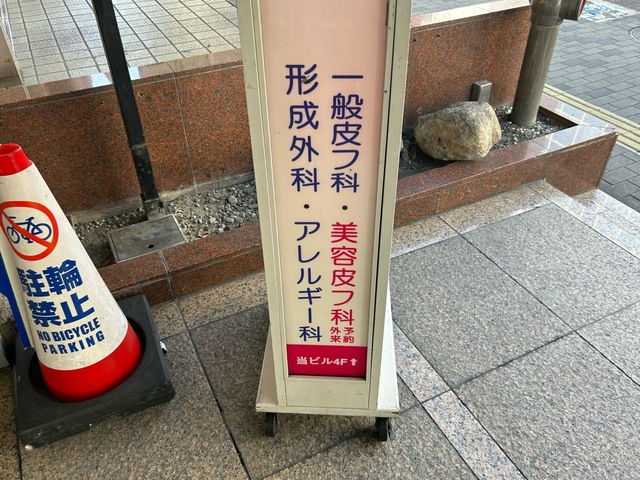 一般皮フ科・美容皮フ科 予約外来
形成外科・アレルギー科
当ビル4F↑
駐輪
禁止
NO BICYCLE
PARKING